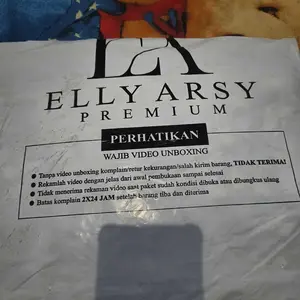 EA
ELLY ARSY
PREMIUM
PERHATIKAN
WAJIB VIDEO UNBOXING
• Tanpa video unboxing komplain/retur kekurangan/salah kirim barang, TIDAK TERIMA!
• Rekamlah video dengan jelas dari awal pembukaan sampai selesai
• Tidak menerima rekaman video saat paket sudah kondisi dibuka atau dibungkus ulang
• Batas komplain 2X24 JAM setelah barang tiba dan diterima